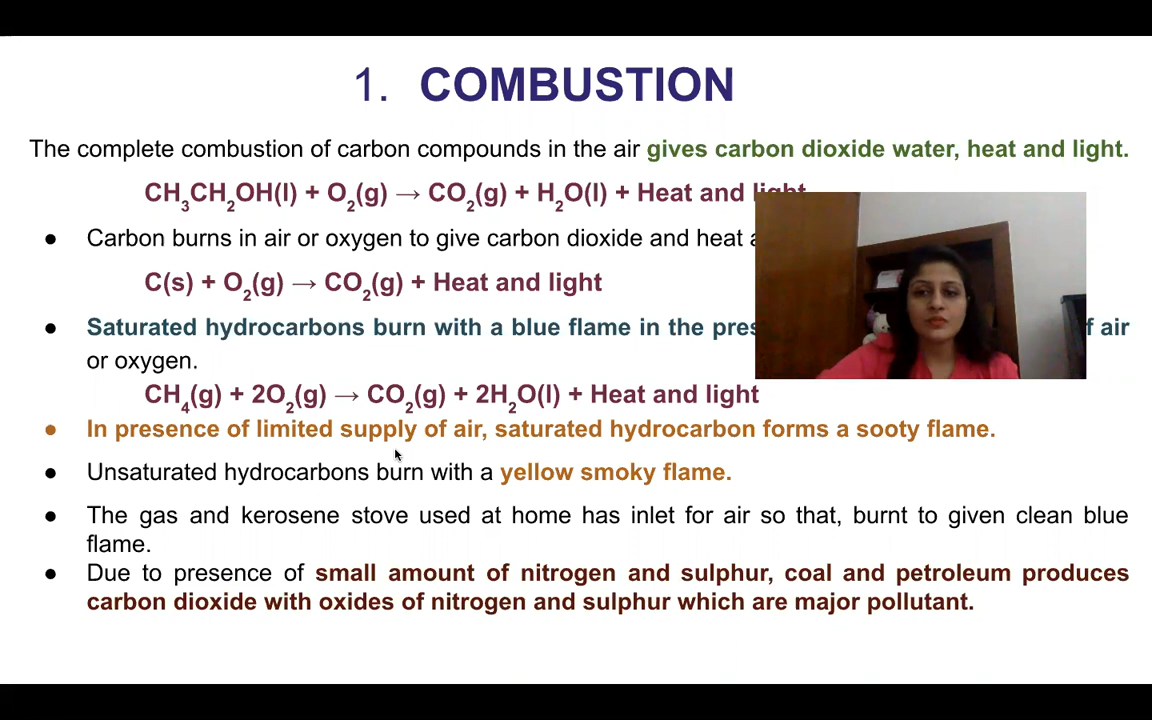 1. COMBUSTION
The complete combustion of carbon compounds in the air gives carbon dioxide water, heat and light.
CH₃CH₂OH(l) + O₂(g) → CO₂(g) + H₂O(l) + Heat and light
● Carbon burns in air or oxygen to give carbon dioxide and heat
C(s) + O₂(g) → CO₂(g) + Heat and light
● Saturated hydrocarbons burn with a blue flame in the air
or oxygen.
CH₄(g) + 2O₂(g) → CO₂(g) + 2H₂O(l) + Heat and light
● In presence of limited supply of air, saturated hydrocarbon forms a sooty flame.
● Unsaturated hydrocarbons burn with a yellow smoky flame.
● The gas and kerosene stove used at home has inlet for air so that, burnt to given clean blue
flame.
● Due to presence of small amount of nitrogen and sulphur, coal and petroleum produces
carbon dioxide with oxides of nitrogen and sulphur which are major pollutant.